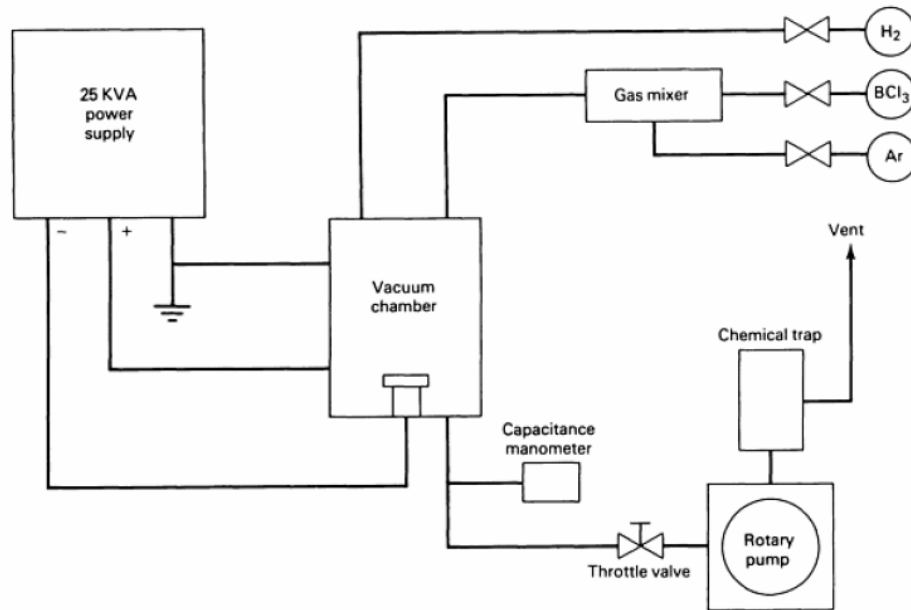 H₂
25 KVA
power
supply
Gas mixer
BCl₃
Ar
− +
Vent
Vacuum
chamber
Chemical trap
Capacitance
manometer
Rotary
pump
Throttle valve